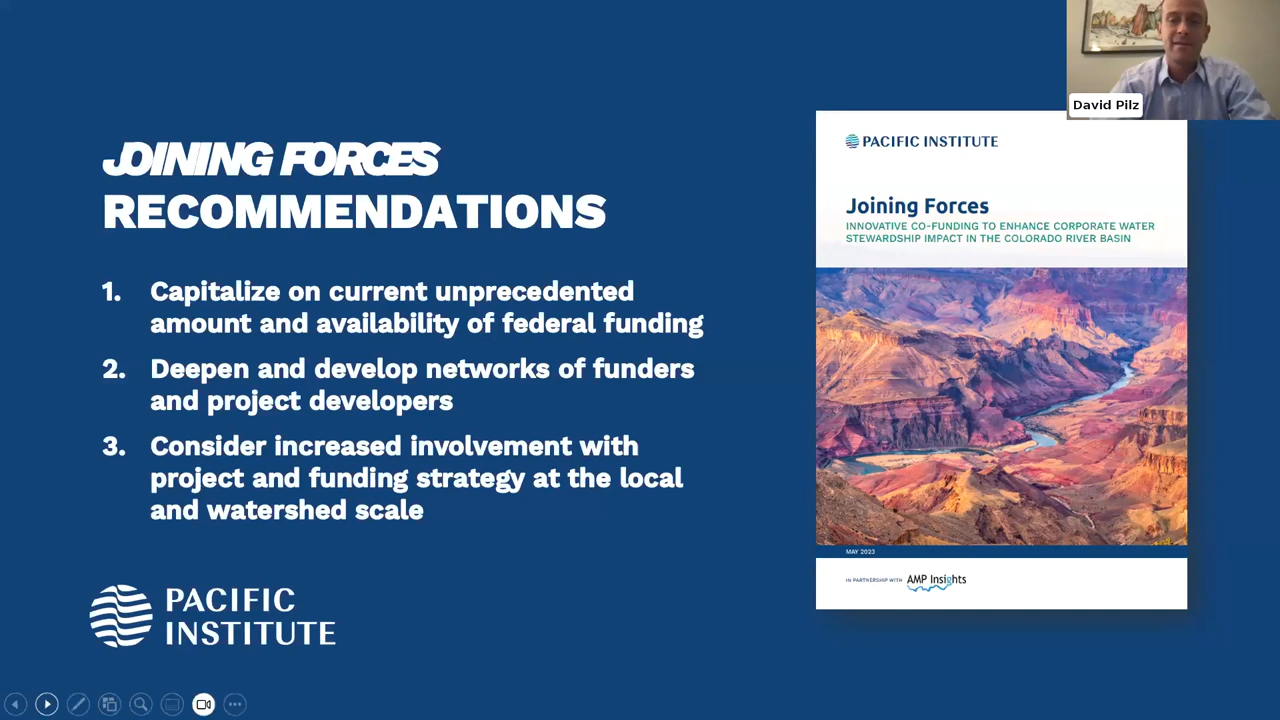 David Pilz
JOINING FORCES
RECOMMENDATIONS
1. Capitalize on current unprecedented
amount and availability of federal funding
2. Deepen and develop networks of funders
and project developers
3. Consider increased involvement with
project and funding strategy at the local
and watershed scale
PACIFIC
INSTITUTE
PACIFIC INSTITUTE
Joining Forces
INNOVATIVE CO-FUNDING TO ENHANCE CORPORATE WATER
STEWARDSHIP IMPACT IN THE COLORADO RIVER BASIN
MAY 2023
IN PARTNERSHIP WITH AMP Insights